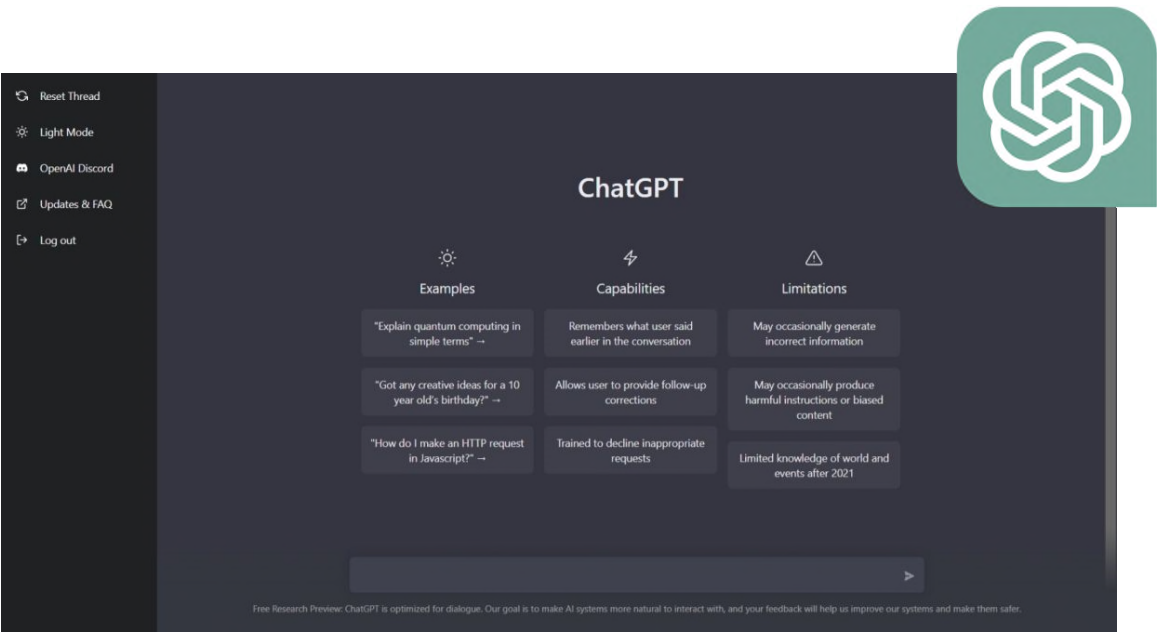 Reset Thread
Light Mode
OpenAI Discord
Updates & FAQ
Log out
ChatGPT
Examples
"Explain quantum computing in
simple terms" →
"Got any creative ideas for a 10
year old's birthday?" →
"How do I make an HTTP request
in Javascript?" →
Capabilities
Remembers what user said
earlier in the conversation
Allows user to provide follow-up
corrections
Trained to decline inappropriate
requests
Limitations
May occasionally generate
incorrect information
May occasionally produce
harmful instructions or biased
content
Limited knowledge of world and
events after 2021
Free Research Preview: ChatGPT is optimized for dialogue. Our goal is to make AI systems more natural to interact with, and your feedback will help us improve our systems and make them safer.